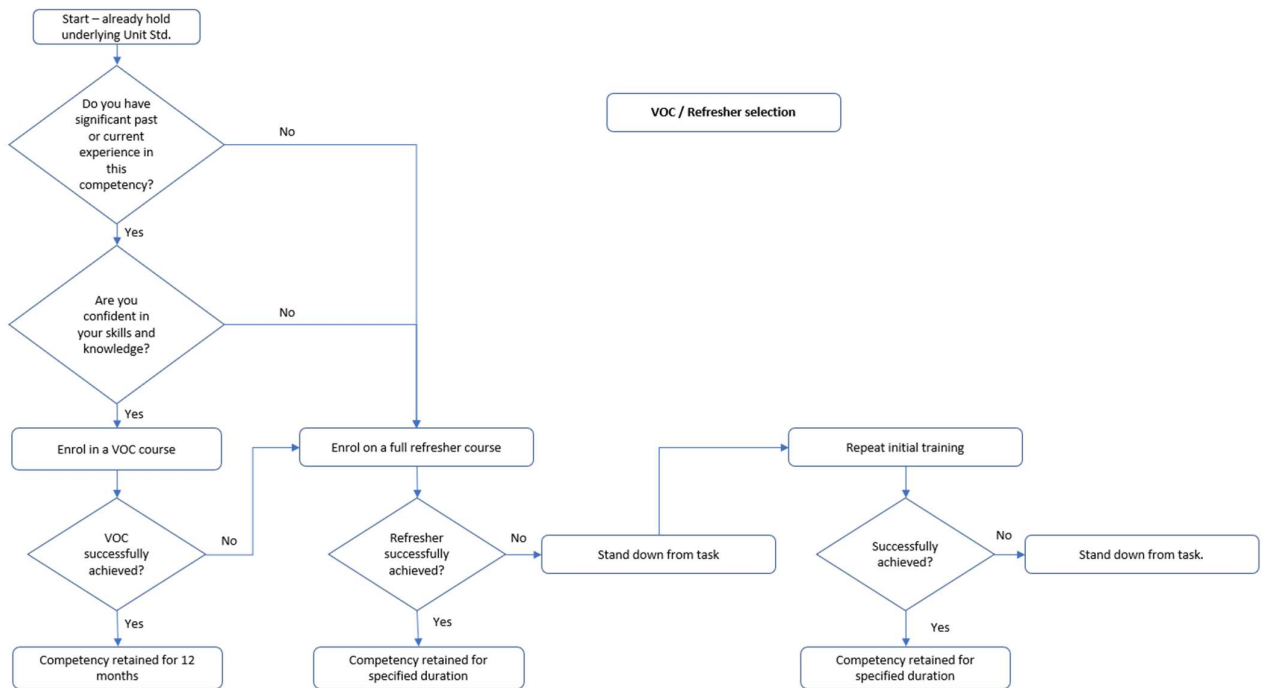 Start – already hold
underlying Unit Std.
Do you have
significant past
or current
experience in
this
competency?
No
VOC / Refresher selection
Yes
Are you
confident in
your skills and
knowledge?
No
Yes
Enrol in a VOC course
Enrol on a full refresher course
Repeat initial training
VOC
successfully
achieved?
No
Refresher
successfully
achieved?
No
Stand down from task
Successfully
achieved?
No
Stand down from task.
Yes
Yes
Yes
Competency retained for 12
months
Competency retained for
specified duration
Competency retained for
specified duration